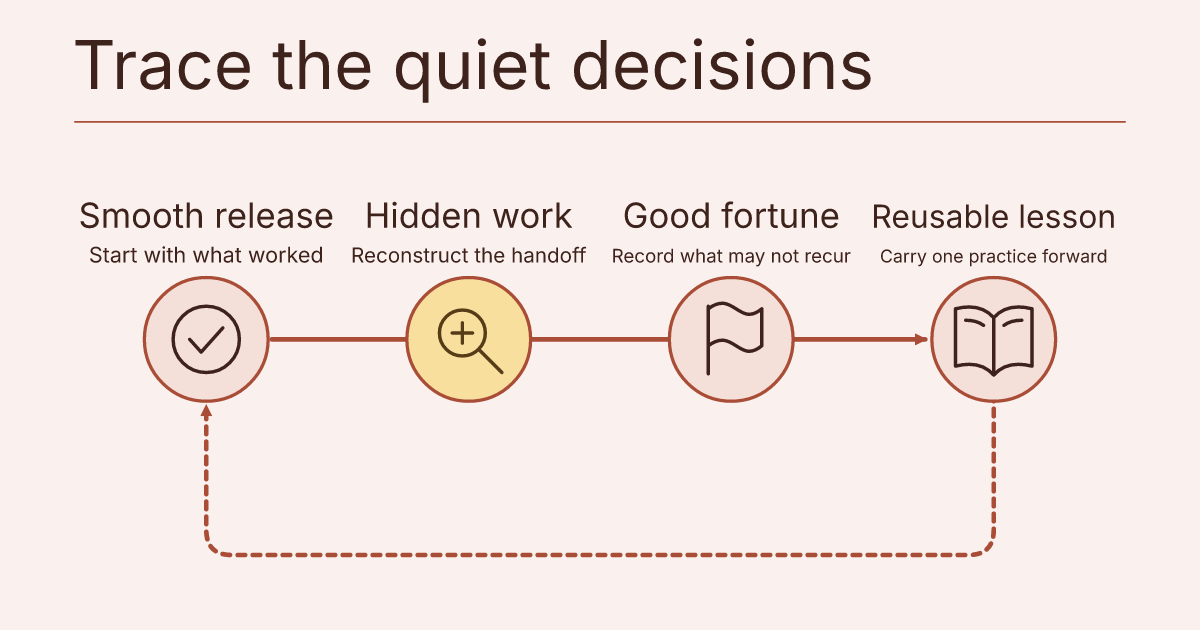 Trace the quiet decisions
Smooth release
Start with what worked
Hidden work
Reconstruct the handoff
Good fortune
Record what may not recur
Reusable lesson
Carry one practice forward